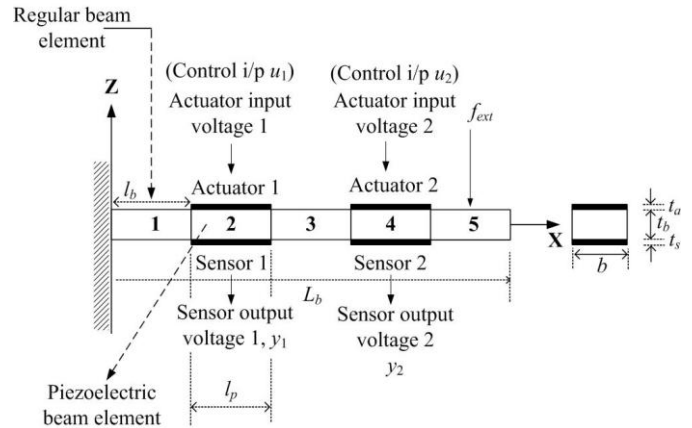 Regular beam
element
Z
(Control i/p u1)
Actuator input
voltage 1
(Control i/p u2)
Actuator input
voltage 2
fext
lb
Actuator 1
Actuator 2
ta
1
2
3
4
5
tb
X
ts
Sensor 1
Sensor 2
b
Lb
Sensor output
voltage 1, y1
Sensor output
voltage 2
y2
Piezoelectric
beam element
lp